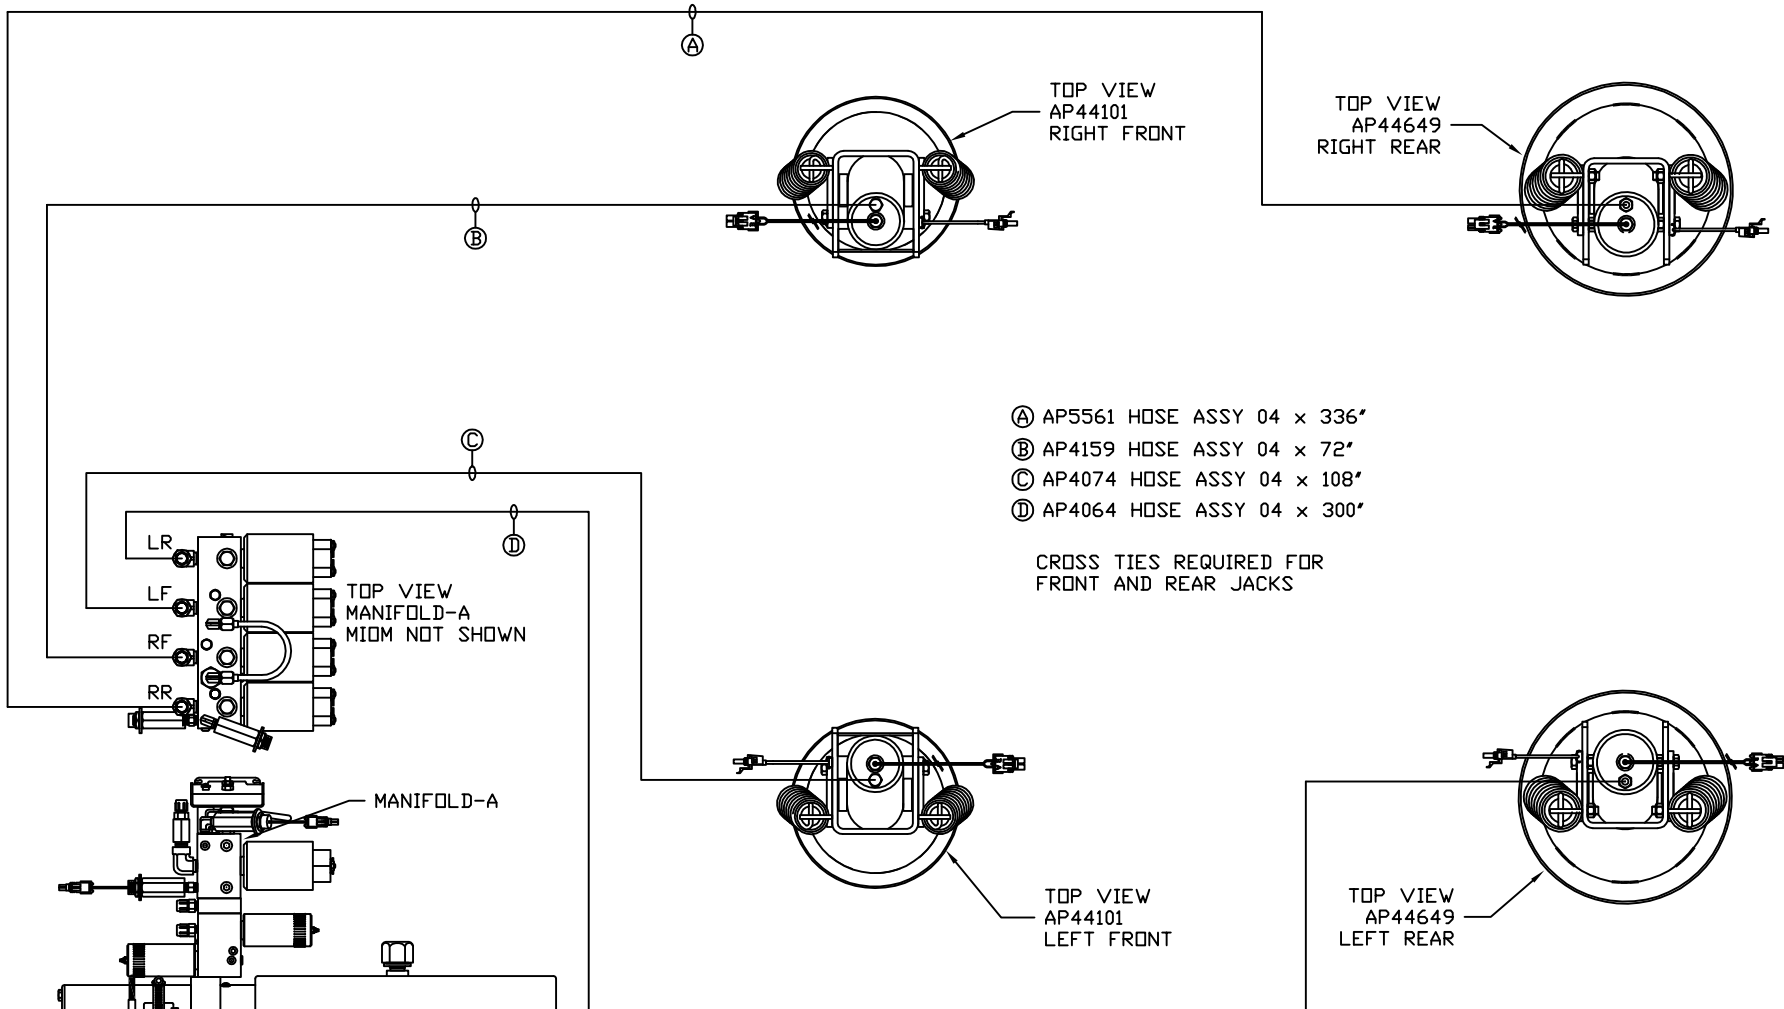 A
TOP VIEW
AP44101
RIGHT FRONT
TOP VIEW
AP44649
RIGHT REAR
B
A AP5561 HOSE ASSY 04 x 336"
B AP4159 HOSE ASSY 04 x 72"
C AP4074 HOSE ASSY 04 x 108"
D AP4064 HOSE ASSY 04 x 300"
CROSS TIES REQUIRED FOR
FRONT AND REAR JACKS
C
D
LR
LF
RF
RR
TOP VIEW
MANIFOLD-A
MIOM NOT SHOWN
MANIFOLD-A
TOP VIEW
AP44101
LEFT FRONT
TOP VIEW
AP44649
LEFT REAR